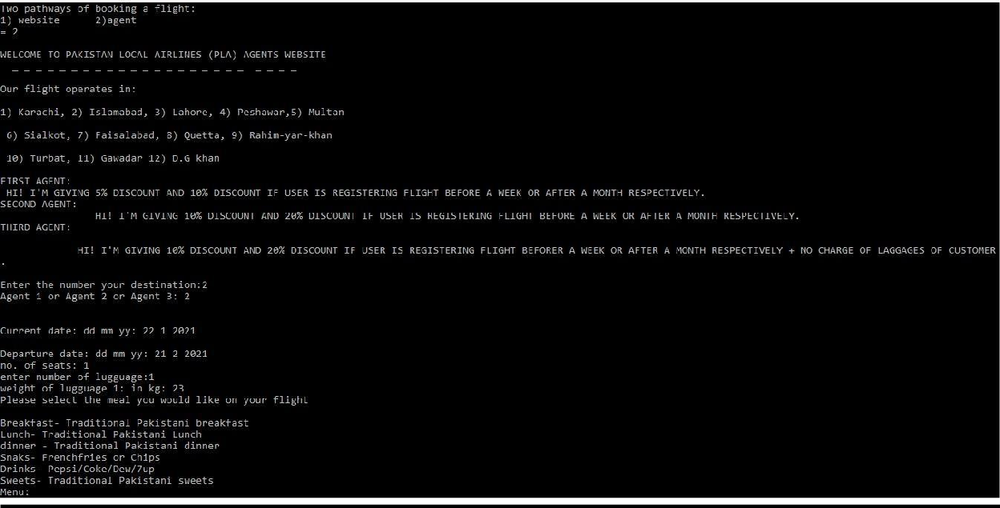 Two pathways of booking a flight:
1) website      2)agent
= 2
WELCOME TO PAKISTAN LOCAL AIRLINES (PLA) AGENTS WEBSITE
_ _ _ _ _ _ _ _ _ _ _ _ _ _ _ _ _ _ _ _  _ _ _ _
Our flight operates in:
1) Karachi, 2) Islamabad, 3) Lahore, 4) Peshawar,5) Multan
6) Sialkot, 7) Faisalabad, 8) Quetta, 9) Rahim-yar-khan
10) Turbat, 11) Gawadar 12) D.G khan
FIRST AGENT:
HI! I'M GIVING 5% DISCOUNT AND 10% DISCOUNT IF USER IS REGISTERING FLIGHT BEFORE A WEEK OR AFTER A MONTH RESPECTIVELY.
SECOND AGENT:
HI! I'M GIVING 10% DISCOUNT AND 20% DISCOUNT IF USER IS REGISTERING FLIGHT BEFORE A WEEK OR AFTER A MONTH RESPECTIVELY.
THIRD AGENT:
HI! I'M GIVING 10% DISCOUNT AND 20% DISCOUNT IF USER IS REGISTERING FLIGHT BEFORER A WEEK OR AFTER A MONTH RESPECTIVELY + NO CHARGE OF LAGGAGES OF CUSTOMER
.
Enter the number your destination:2
Agent 1 or Agent 2 or Agent 3: 2
Current date: dd mm yy: 22 1 2021
Departure date: dd mm yy: 21 2 2021
no. of seats: 1
enter number of lugguage:1
weight of lugguage 1: in kg: 23
Please select the meal you would like on your flight
Breakfast- Traditional Pakistani breakfast
Lunch- Traditional Pakistani Lunch
dinner - Traditional Pakistani dinner
Snaks- Frenchfries or Chips
Drinks- Pepsi/Coke/Dew/7up
Sweets- Traditional Pakistani sweets
Menu: